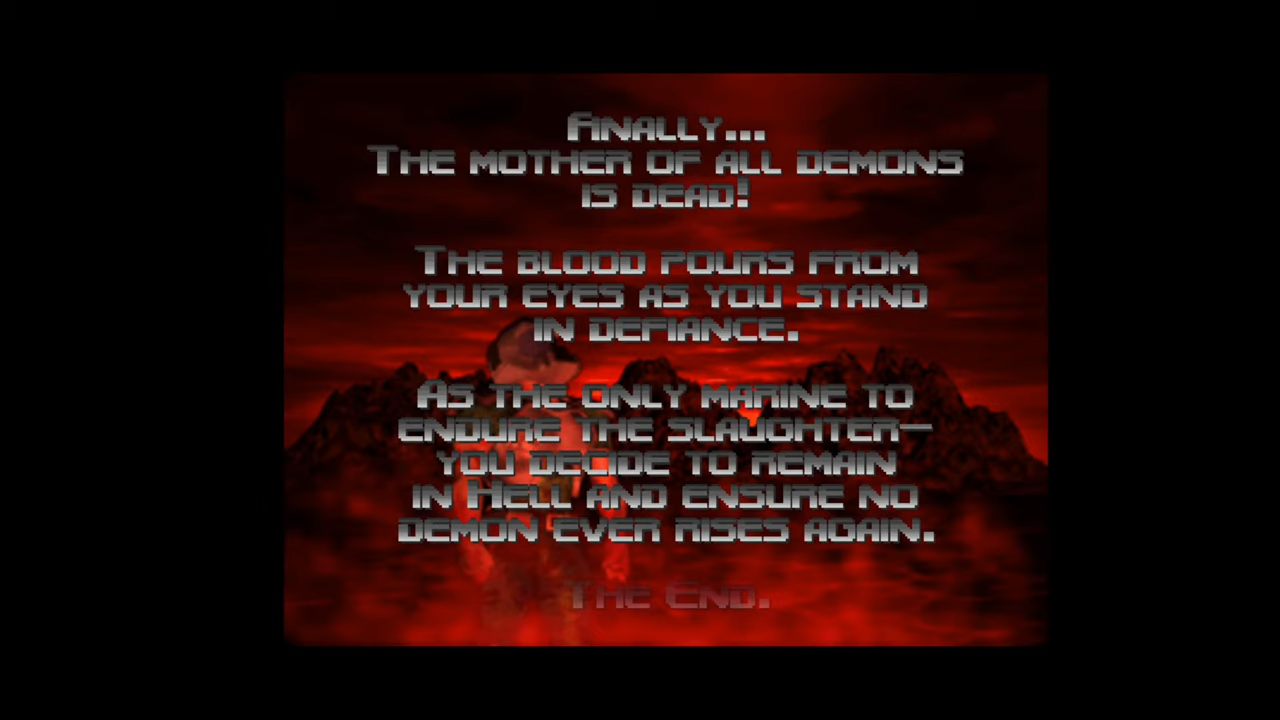 Finally...
The mother of all demons
is dead!
The blood pours from
your eyes as you stand
in defiance.
As the only marine to
endure the slaughter—
you decide to remain
in Hell and ensure no
demon ever rises again.
The End.